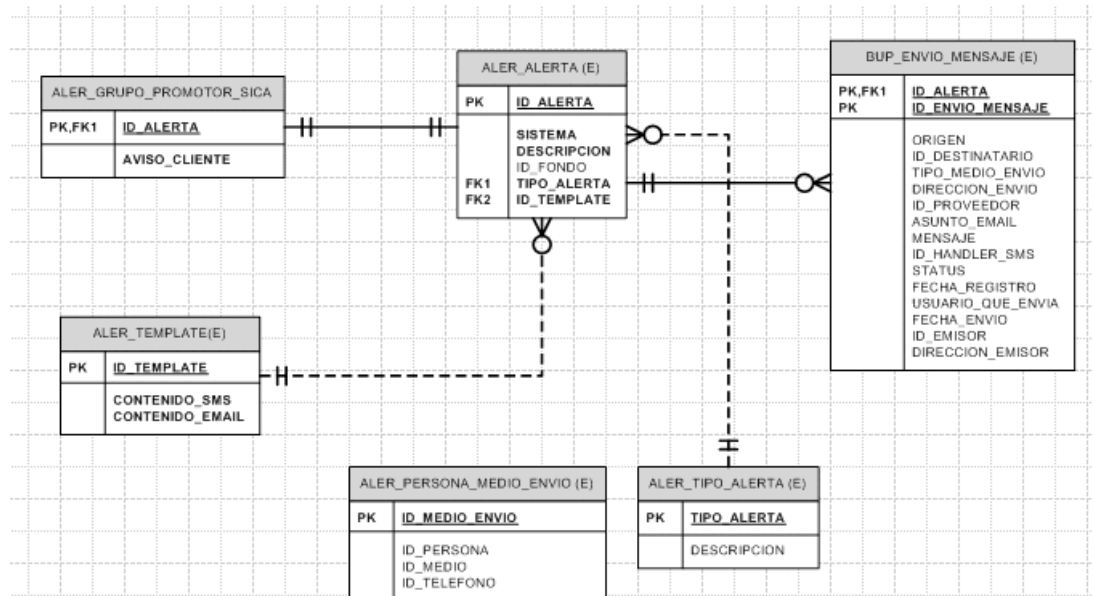 ALER_GRUPO_PROMOTOR_SICA
PK,FK1 ID_ALERTA
AVISO_CLIENTE
ALER_ALERTA (E)
PK ID_ALERTA
SISTEMA
DESCRIPCION
ID_FONDO
FK1 TIPO_ALERTA
FK2 ID_TEMPLATE
BUP_ENVIO_MENSAJE (E)
PK,FK1 ID_ALERTA
PK ID_ENVIO_MENSAJE
ORIGEN
ID_DESTINATARIO
TIPO_MEDIO_ENVIO
DIRECCION_ENVIO
ID_PROVEEDOR
ASUNTO_EMAIL
MENSAJE
ID_HANDLER_SMS
STATUS
FECHA_REGISTRO
USUARIO_QUE_ENVIA
FECHA_ENVIO
ID_EMISOR
DIRECCION_EMISOR
ALER_TEMPLATE(E)
PK ID_TEMPLATE
CONTENIDO_SMS
CONTENIDO_EMAIL
ALER_PERSONA_MEDIO_ENVIO (E)
PK ID_MEDIO_ENVIO
ID_PERSONA
ID_MEDIO
ID_TELEFONO
ALER_TIPO_ALERTA (E)
PK TIPO_ALERTA
DESCRIPCION